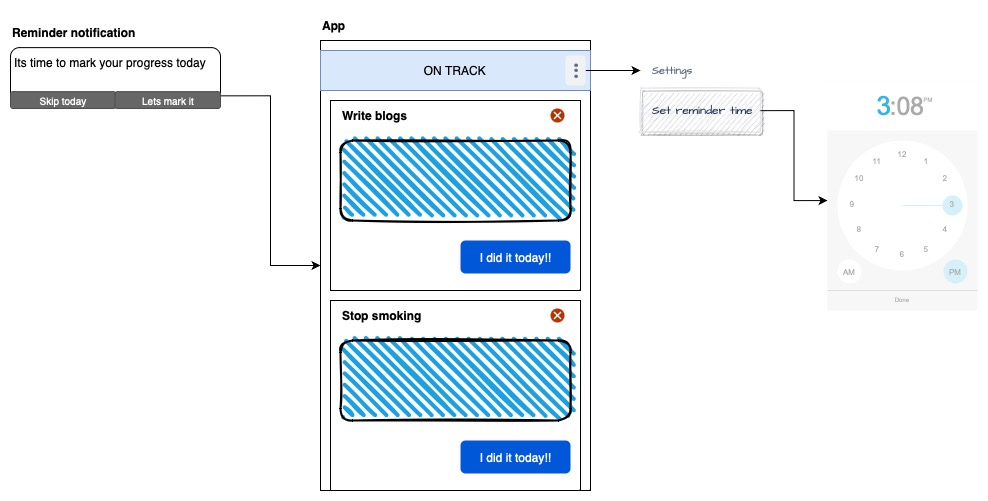 Reminder notification
Its time to mark your progress today
Skip today
Lets mark it
App
ON TRACK
Write blogs
I did it today!!
Stop smoking
I did it today!!
Settings
Set reminder time
3:08 PM
12
1
2
3
4
5
6
7
8
9
10
11
AM
PM
Done